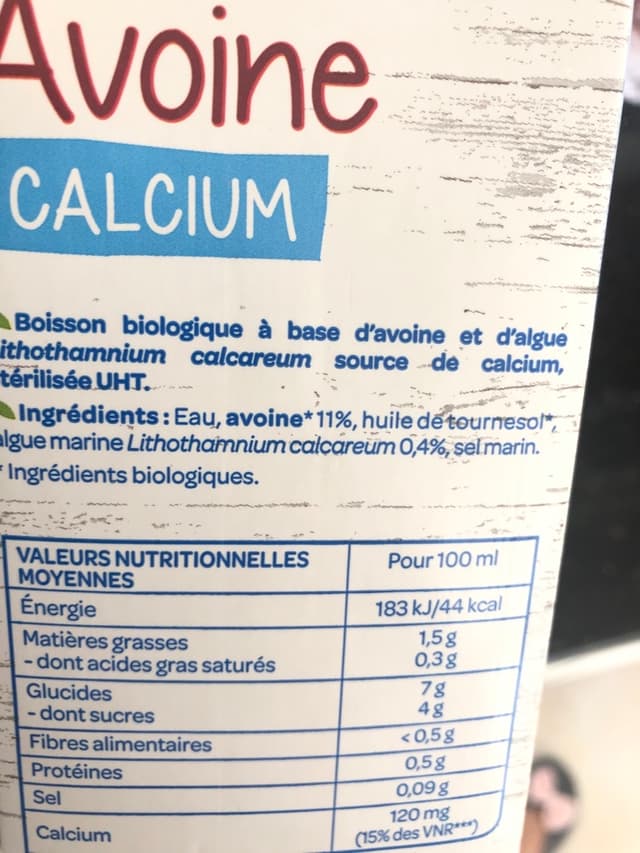 Avoine
CALCIUM
Boisson biologique à base d'avoine et d'algue
ithothamnium calcareum source de calcium,
térilisée UHT.
Ingrédients : Eau, avoine* 11%, huile de tournesol*,
algue marine Lithothamnium calcareum 0,4%, sel marin.
* Ingrédients biologiques.
VALEURS NUTRITIONNELLES
MOYENNES
Pour 100 ml
Énergie 183 kJ/44 kcal
Matières grasses 1,5 g
- dont acides gras saturés 0,3 g
Glucides 7 g
- dont sucres 4 g
Fibres alimentaires < 0,5 g
Protéines 0,5 g
Sel 0,09 g
Calcium 120 mg
(15% des VNR***)